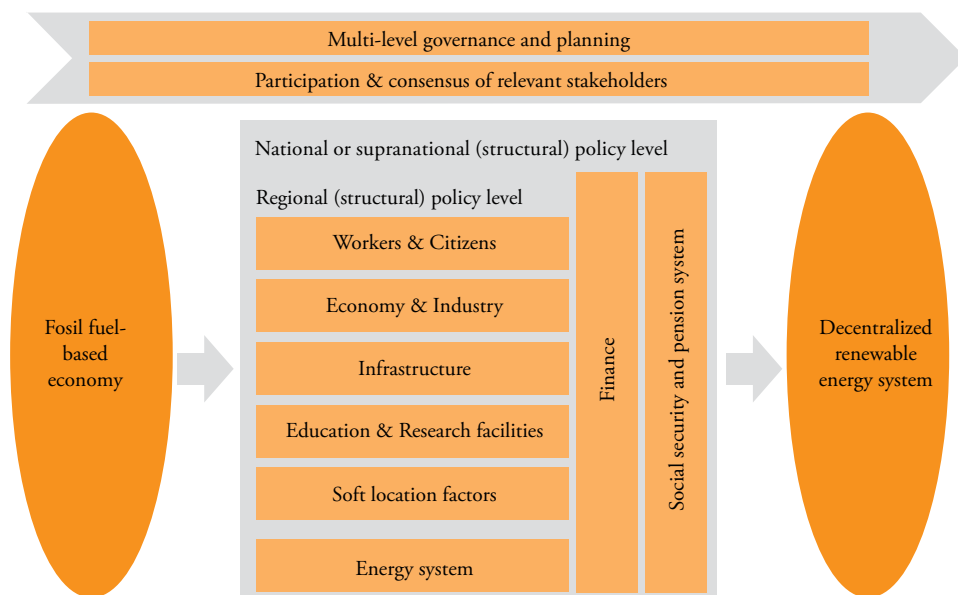 Multi-level governance and planning
Participation & consensus of relevant stakeholders
National or supranational (structural) policy level
Regional (structural) policy level
Workers & Citizens
Economy & Industry
Infrastructure
Education & Research facilities
Soft location factors
Energy system
Finance
Social security and pension system
Fosil fuel-
based
economy
Decentralized
renewable
energy system